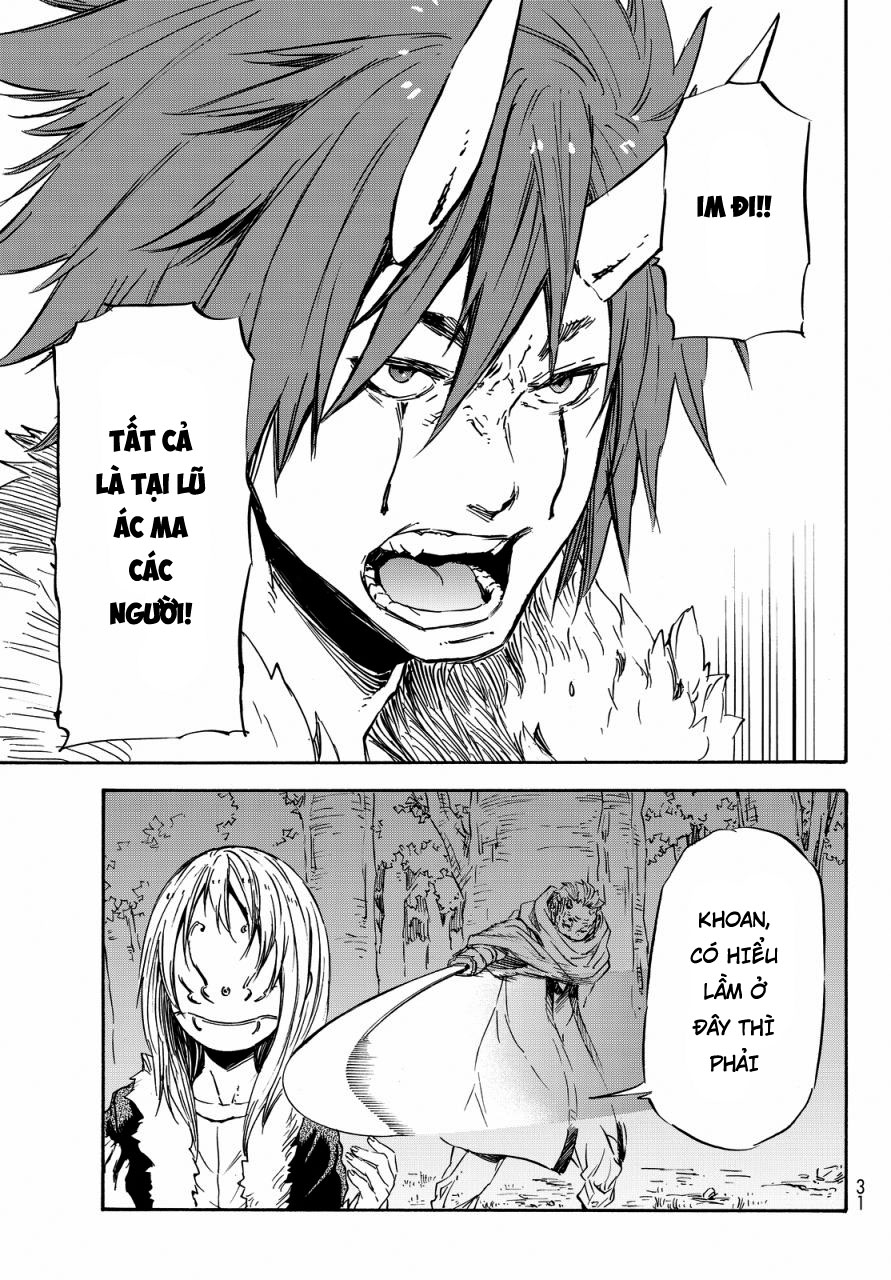 IM ĐI!!
TẤT CẢ
LÀ TẠI LŨ
ÁC MA
CÁC
NGƯỜI!
KHOAN,
CÓ HIỂU
LẦM Ở
ĐÂY THÌ
PHẢI
31